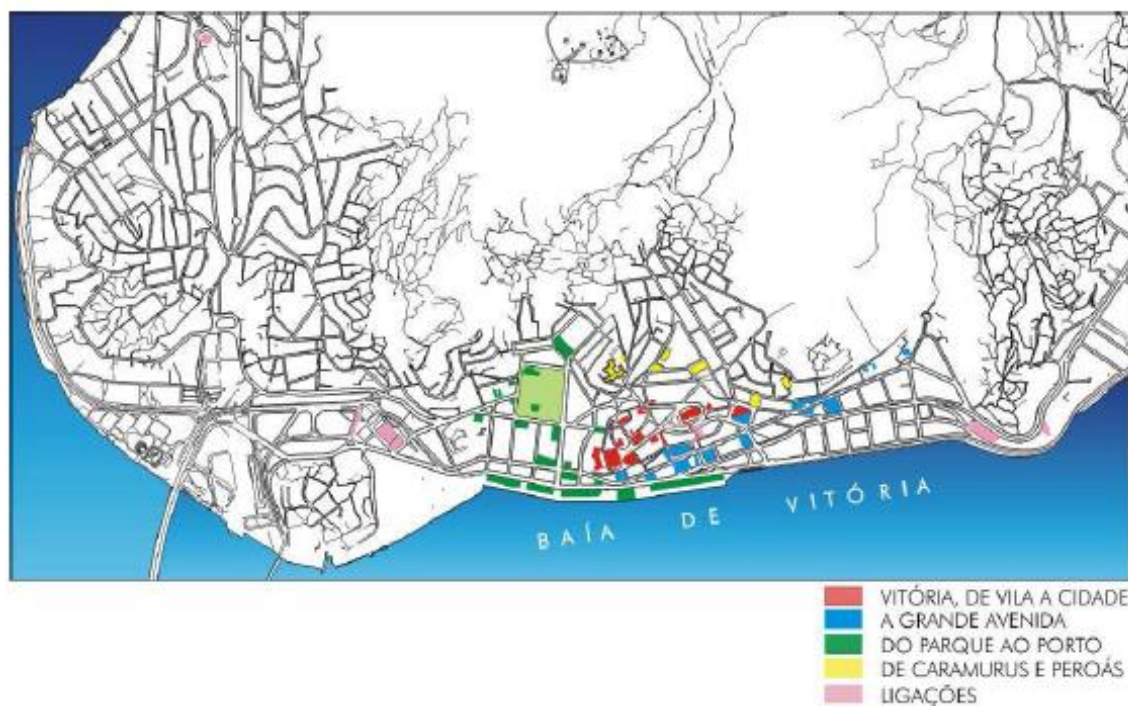 BAÍA DE VITÓRIA
VITÓRIA, DE VILA A CIDADE
A GRANDE AVENIDA
DO PARQUE AO PORTO
DE CARAMURUS E PEROÁS
LIGAÇÕES